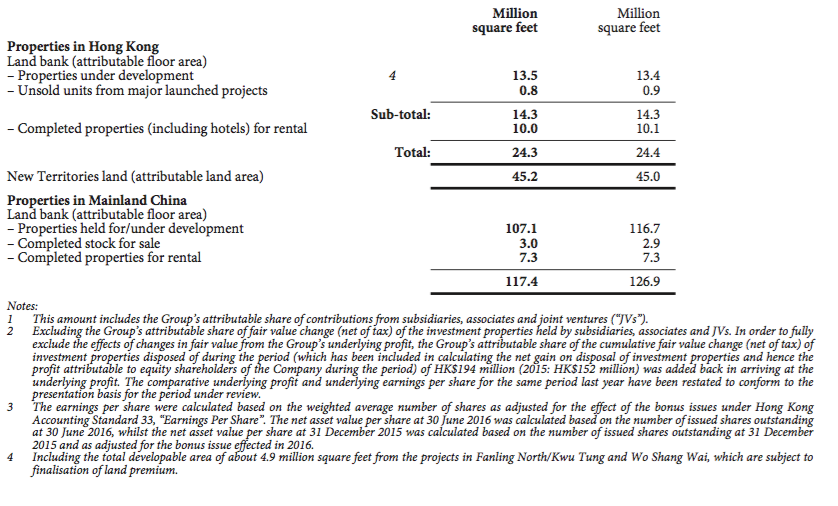 Million Million
square feet square feet
Properties in Hong Kong
Land bank (attributable floor area)
– Properties under development 4 13.5 13.4
– Unsold units from major launched projects 0.8 0.9
Sub-total: 14.3 14.3
– Completed properties (including hotels) for rental 10.0 10.1
Total: 24.3 24.4
New Territories land (attributable land area) 45.2 45.0
Properties in Mainland China
Land bank (attributable floor area)
– Properties held for/under development 107.1 116.7
– Completed stock for sale 3.0 2.9
– Completed properties for rental 7.3 7.3
117.4 126.9
Notes:
1 This amount includes the Group's attributable share of contributions from subsidiaries, associates and joint ventures ("JVs").
2 Excluding the Group's attributable share of fair value change (net of tax) of the investment properties held by subsidiaries, associates and JVs. In order to fully
exclude the effects of changes in fair value from the Group's underlying profit, the Group's attributable share of the cumulative fair value change (net of tax) of
investment properties disposed of during the period (which has been included in calculating the net gain on disposal of investment properties and hence the
profit attributable to equity shareholders of the Company during the period) of HK$194 million (2015: HK$152 million) was added back in arriving at the
underlying profit. The comparative underlying profit and underlying earnings per share for the same period last year have been restated to conform to the
presentation basis for the period under review.
3 The earnings per share were calculated based on the weighted average number of shares as adjusted for the effect of the bonus issues under Hong Kong
Accounting Standard 33, "Earnings Per Share". The net asset value per share at 30 June 2016 was calculated based on the number of issued shares outstanding
at 30 June 2016, whilst the net asset value per share at 31 December 2015 was calculated based on the number of issued shares outstanding at 31 December
2015 and as adjusted for the bonus issue effected in 2016.
4 Including the total developable area of about 4.9 million square feet from the projects in Fanling North/Kwu Tung and Wo Shang Wai, which are subject to
finalisation of land premium.